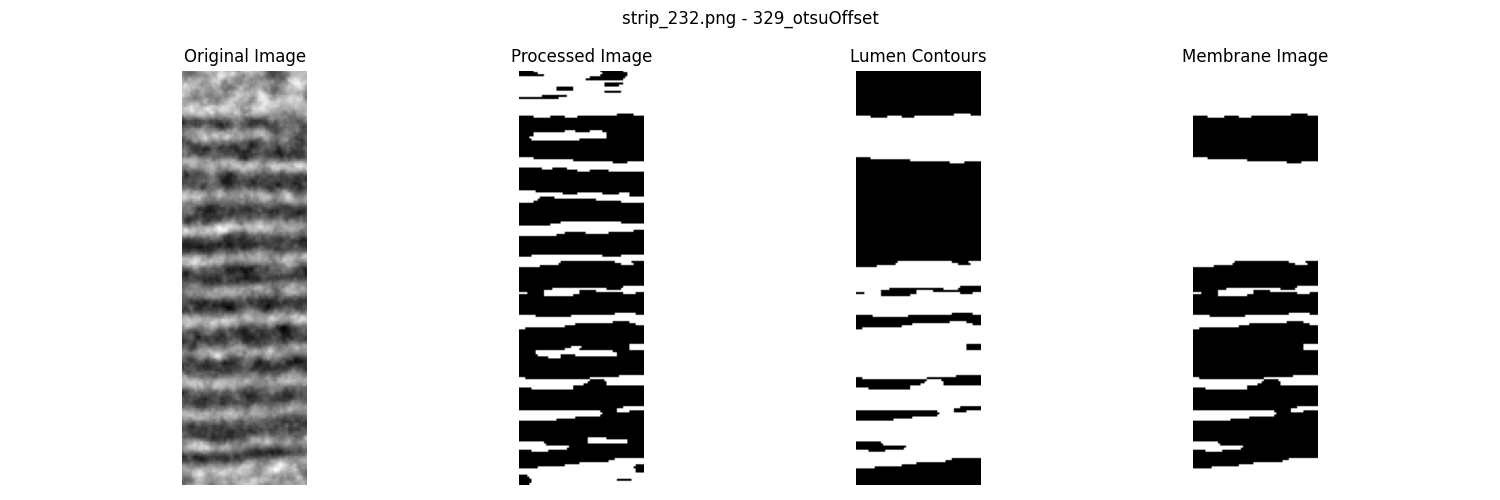 strip_232.png - 329_otsuOffset
Original Image
Processed Image
Lumen Contours
Membrane Image